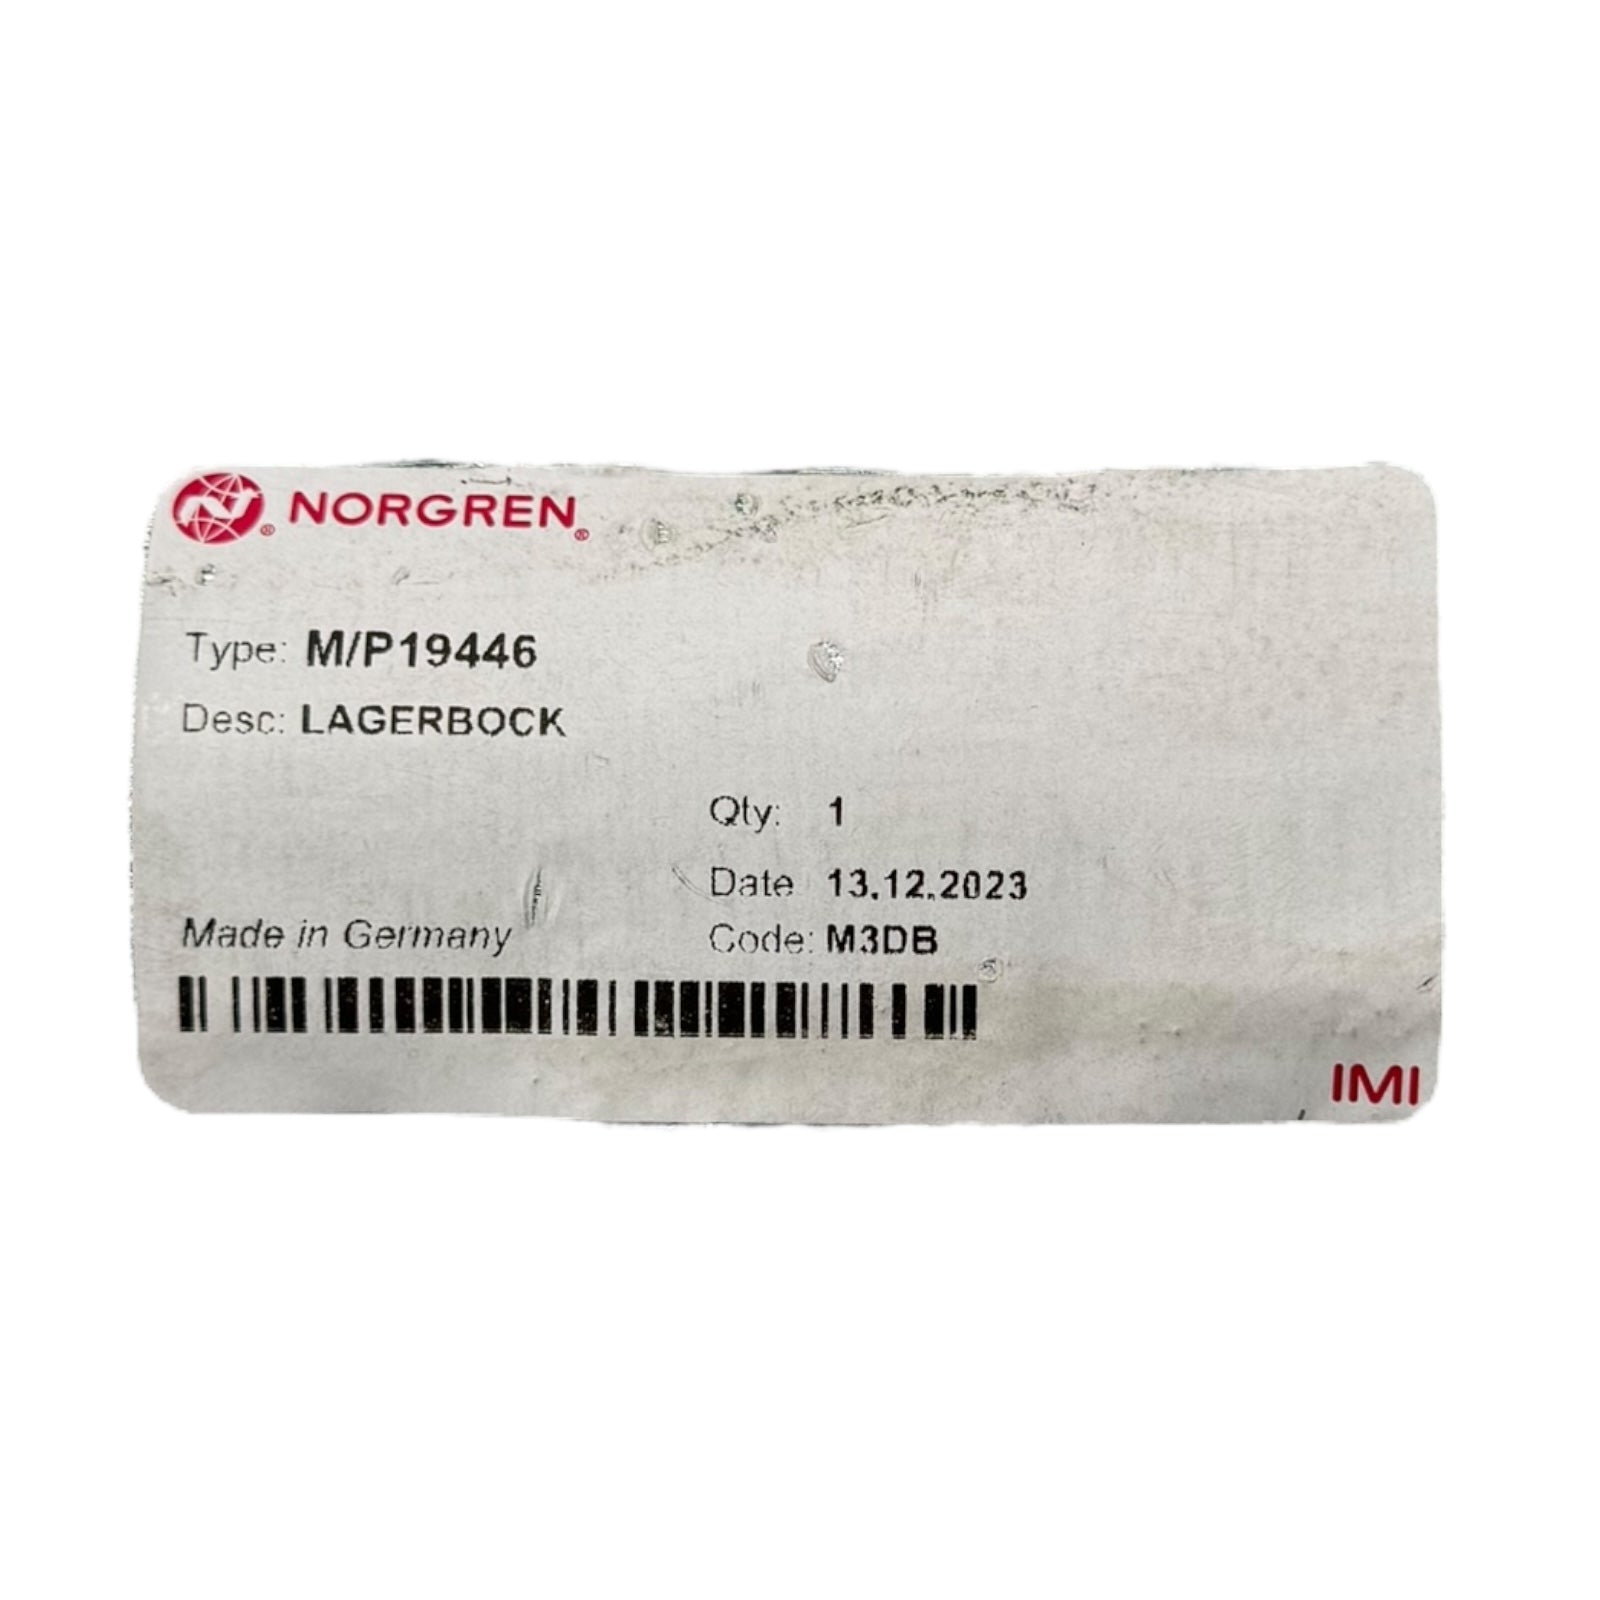 NORGREN®
Type: M/P19446
Desc: LAGERBOCK
Qty: 1
Date 13.12.2023
Made in Germany
Code: M3DB
IMI